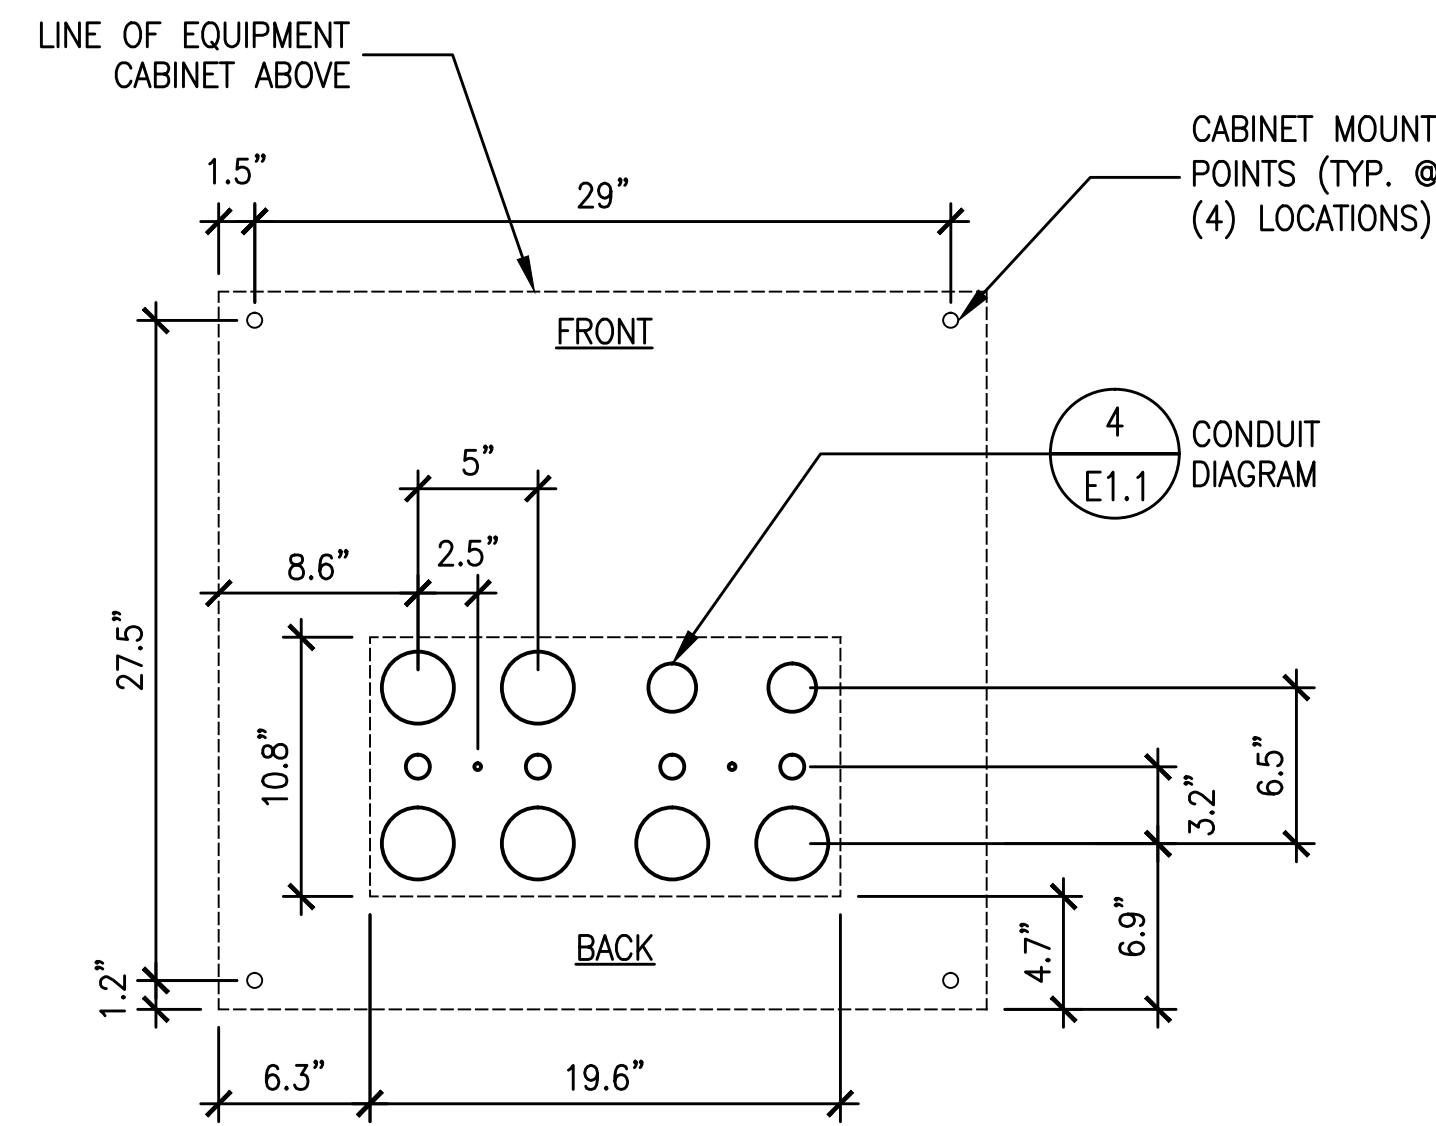 LINE OF EQUIPMENT
CABINET ABOVE
CABINET MOUNT
POINTS (TYP. @
(4) LOCATIONS)
1.5”
29”
FRONT
4
E1.1
CONDUIT
DIAGRAM
5”
2.5”
8.6”
27.5”
10.8”
6.5”
3.2”
6.9”
4.7”
BACK
1.2”
6.3”
19.6”